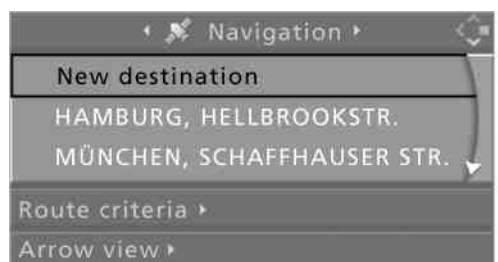 Navigation
New destination
HAMBURG, HELLBROOKSTR.
MÜNCHEN, SCHAFFHAUSER STR.
Route criteria
Arrow view